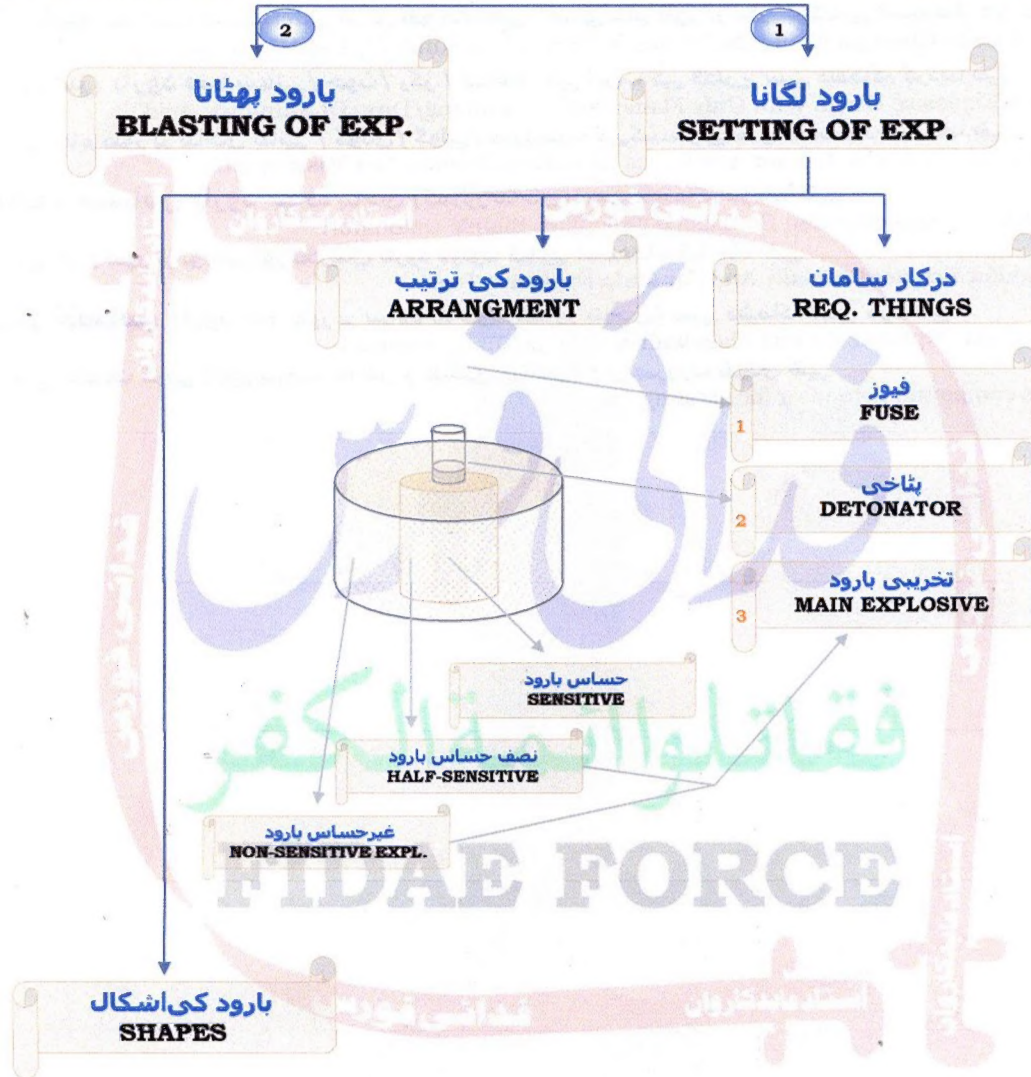 2
1
بارود پھٹانا
BLASTING OF EXP.
بارود لگانا
SETTING OF EXP.
بارود کی ترتیب
ARRANGMENT
درکار سامان
REQ. THINGS
فیوز
FUSE
1
پٹاخی
DETONATOR
2
تخریبی بارود
MAIN EXPLOSIVE
3
حساس بارود
SENSITIVE
نصف حساس بارود
HALF-SENSITIVE
غیرحساس بارود
NON-SENSITIVE EXPL.
فقاتلوا ائمة الكفر
FIDAE FORCE
بارود کی اشکال
SHAPES